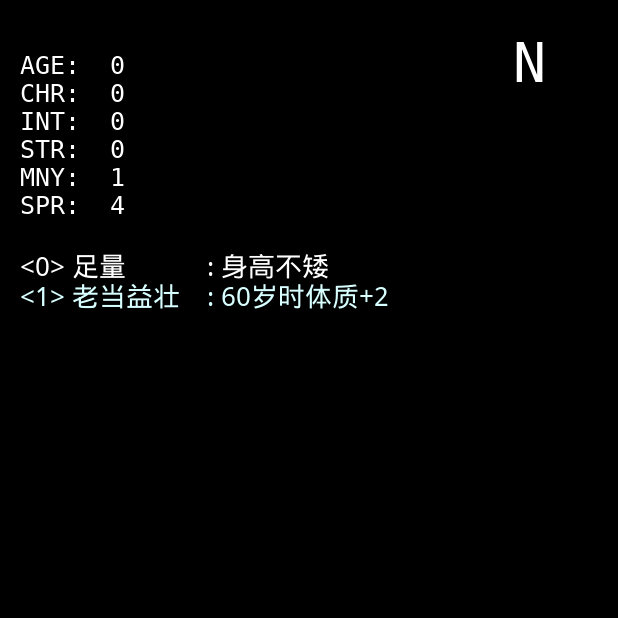 N
AGE: 0
CHR: 0
INT: 0
STR: 0
MNY: 1
SPR: 4
<0> 足量 : 身高不矮
<1> 老当益壮 : 60岁时体质+2